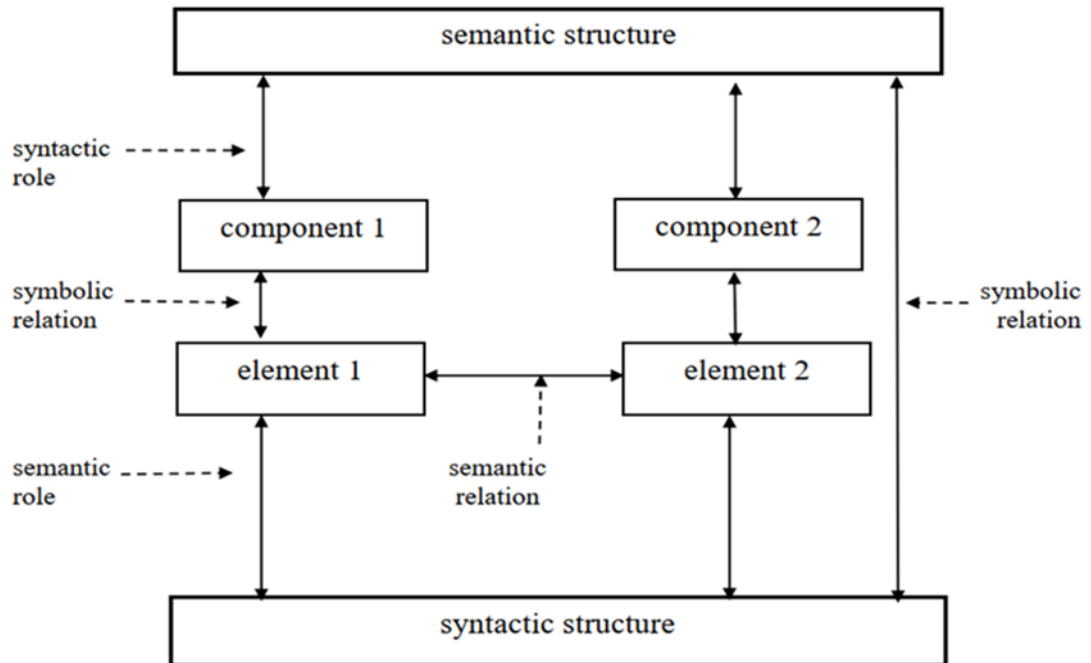 semantic structure
syntactic
role
component 1
component 2
symbolic
relation
symbolic
relation
element 1
element 2
semantic
role
semantic
relation
syntactic structure